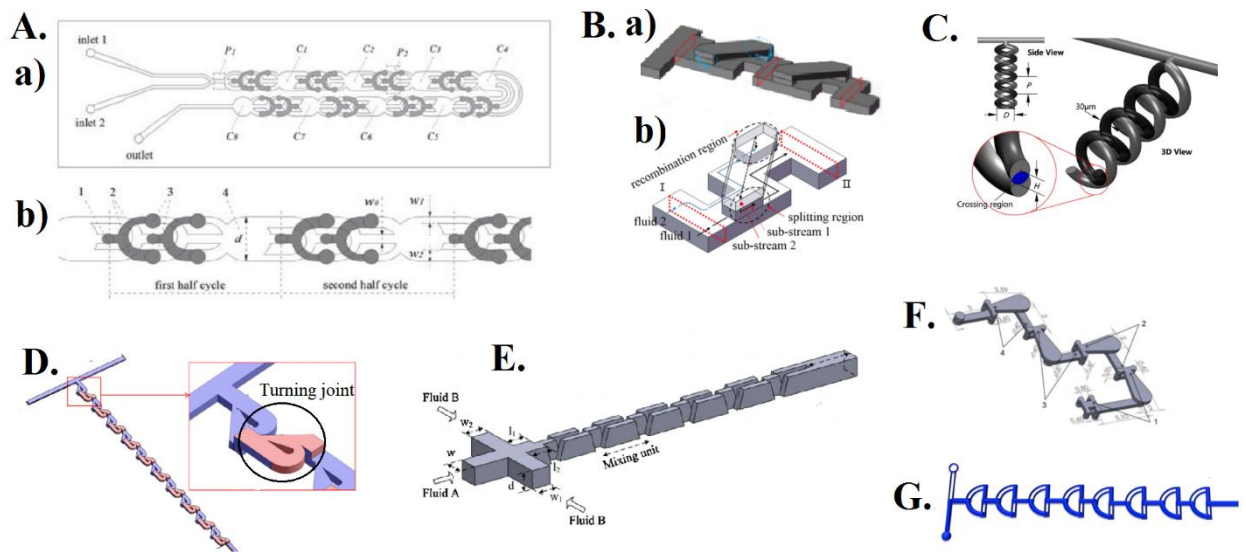 A.
a)
inlet 1
P1
C1
C2
P2
C3
C4
inlet 2
C8
C7
C6
C5
outlet
b)
1
2
3
4
w0
w1
d
w2
first half cycle
second half cycle
B.
a)
b)
recombination region
I
II
fluid 2
fluid 1
splitting region
sub-stream 1
sub-stream 2
C.
Side View
P
D
30µm
3D View
H
Crossing region
D.
Turning joint
E.
Fluid B
w2
l1
w
l2
Mixing unit
Fluid A
d
w1
Fluid B
F.
2
4
3
1
G.